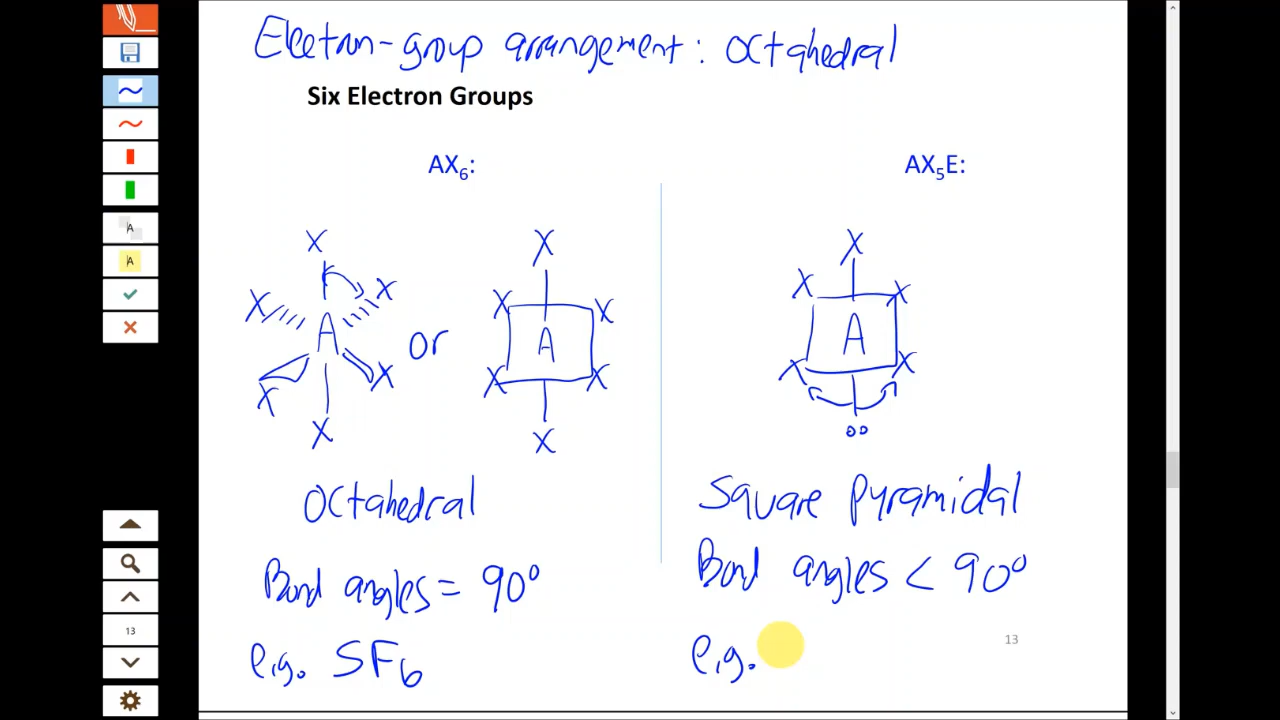 Electron-group arrangement: Octahedral
Six Electron Groups
AX₆:
AX₅E:
X
X X
A
X X
X
or
X
X X
A
X X
X
X
X X
A
X X
Octahedral
Bond angles = 90°
e.g. SF₆
Square pyramidal
Bond angles < 90°
e.g.
13
13
A
A